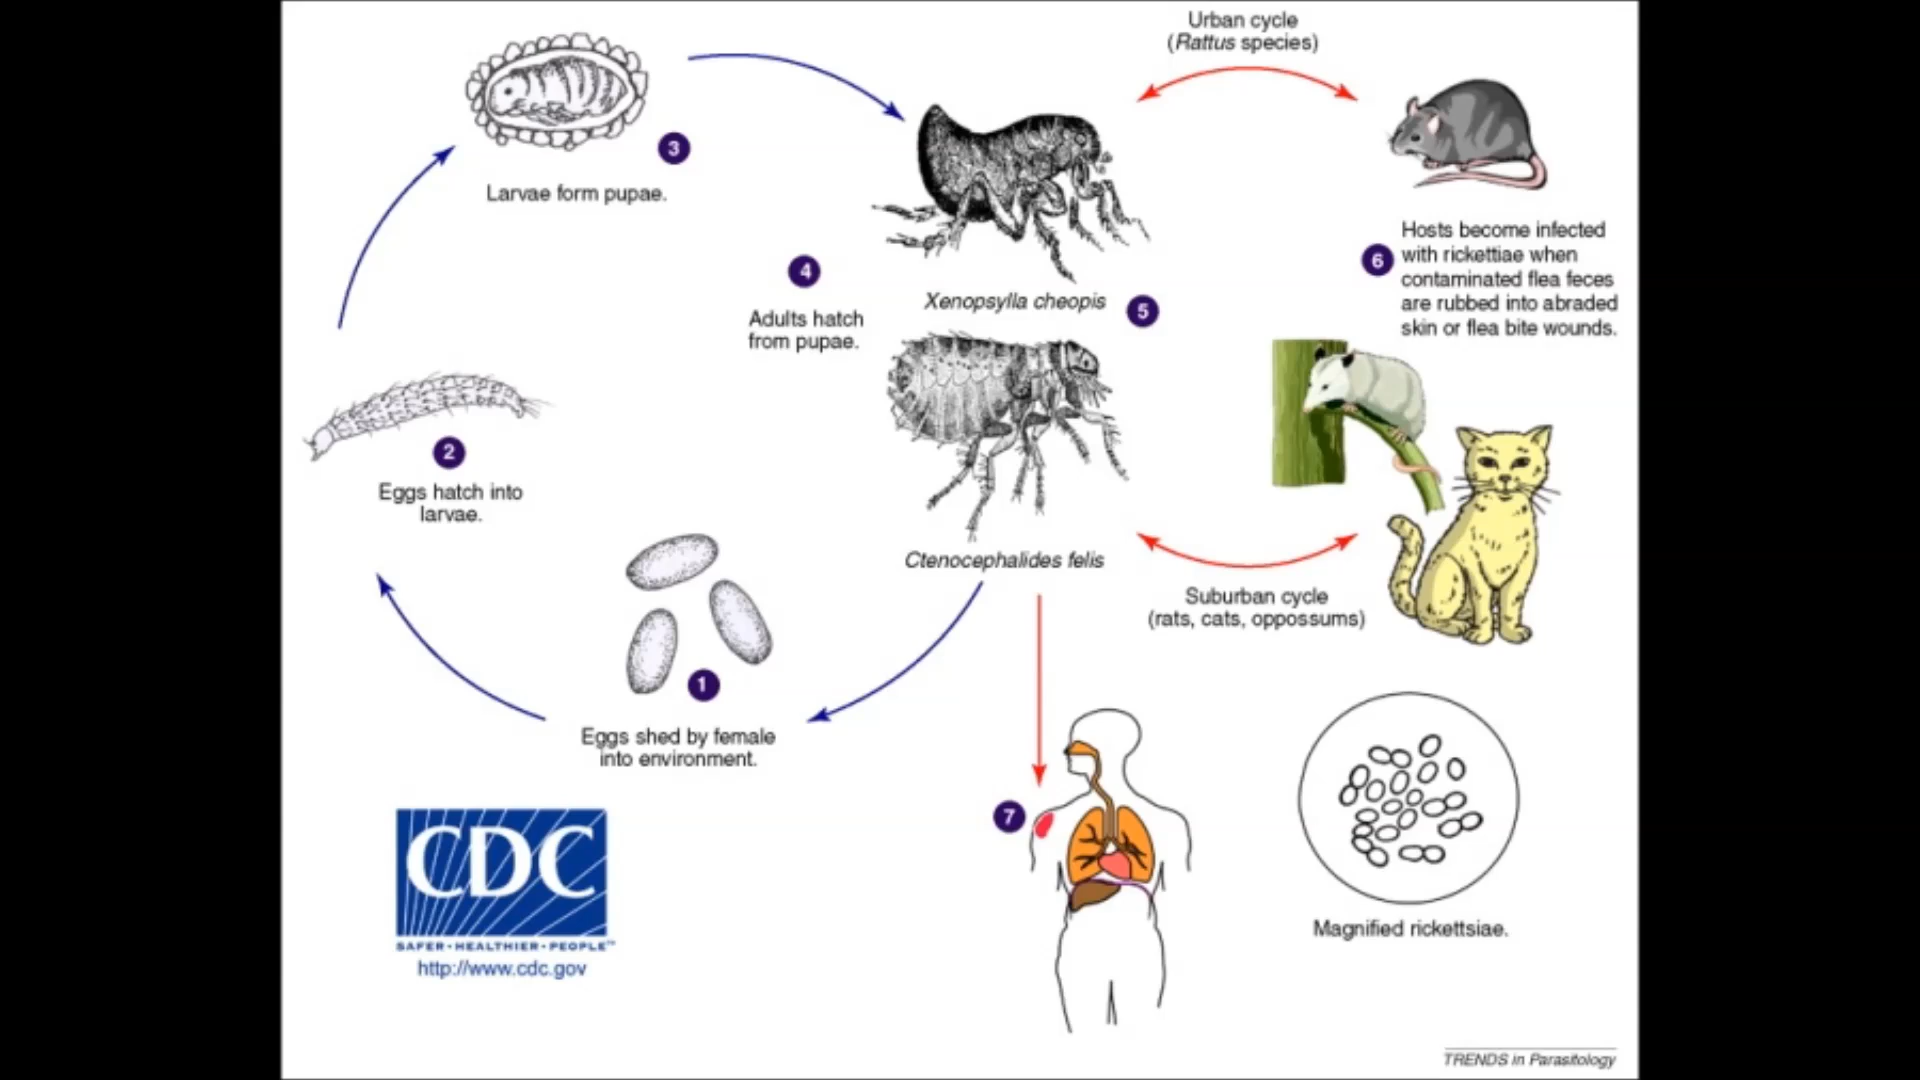 Urban cycle
(Rattus species)
3
Larvae form pupae.
4
Adults hatch
from pupae.
Xenopsylla cheopis
5
6
Hosts become infected
with rickettiae when
contaminated flea feces
are rubbed into abraded
skin or flea bite wounds.
2
Eggs hatch into
larvae.
Ctenocephalides felis
Suburban cycle
(rats, cats, oppossums)
1
Eggs shed by female
into environment.
7
CDC
SAFER•HEALTHIER•PEOPLE™
http://www.cdc.gov
Magnified rickettsiae.
TRENDS in Parasitology